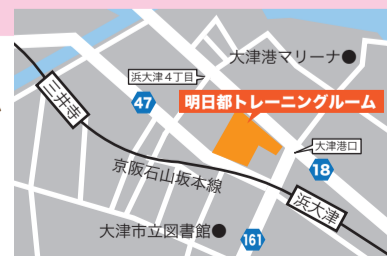 大津港マリーナ
浜大津4丁目
三井寺
47
明日都トレーニングルーム
大津港口
18
京阪石山坂本線
浜大津
大津市立図書館
161